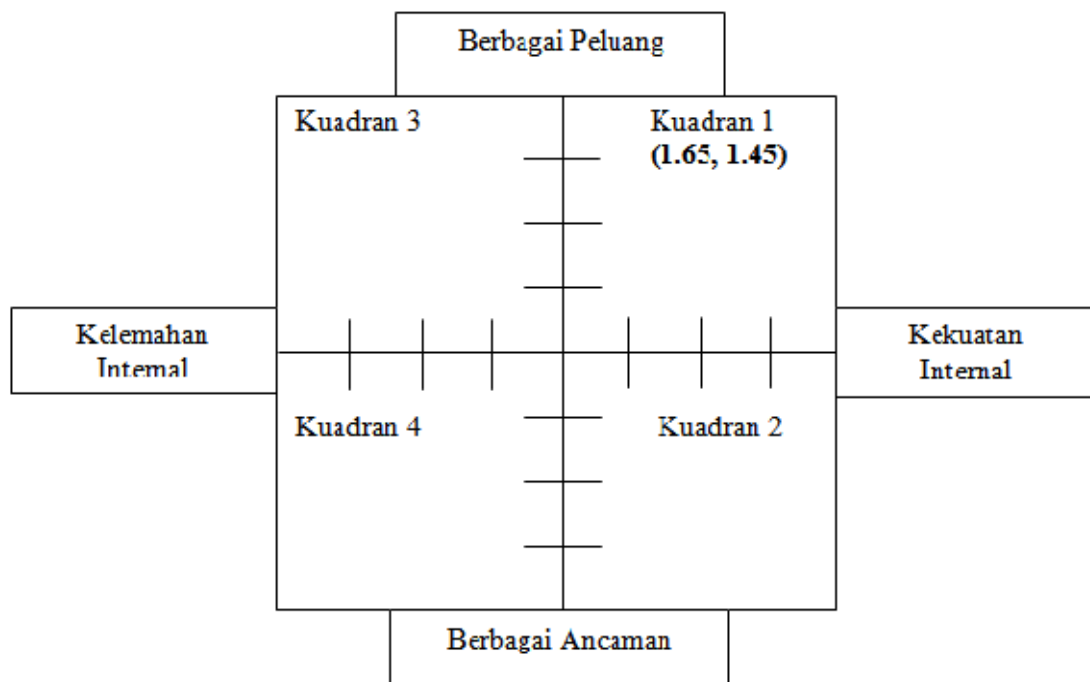 Berbagai Peluang
Kuadran 3
Kuadran 1
(1.65, 1.45)
Kelemahan
Internal
Kekuatan
Internal
Kuadran 4
Kuadran 2
Berbagai Ancaman